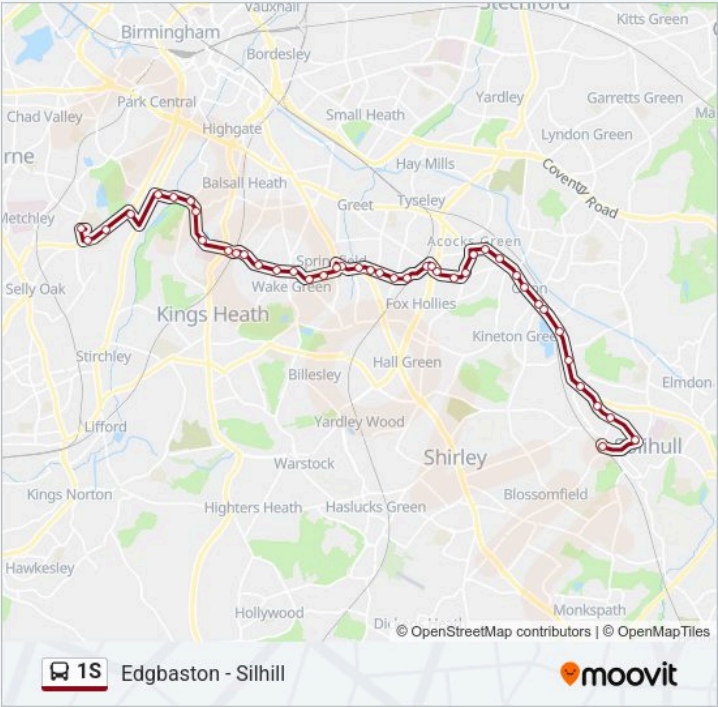 Vauxhall
Stechford
Birmingham
Kitts Green
Bordesley
Park Central
Yardley
Garretts Green
Chad Valley
Small Heath
Highgate
Lyndon Green
rne
Hay Mills
Coventy Road
Balsall Heath
Tyseley
Metchley
Greet
Acocks Green
Springfield
Selly Oak
Wake Green
Fox Hollies
Kings Heath
Kineton Green
Stirchley
Hall Green
Billesley
Elmdon
Yardley Wood
Lifford
Solihull
Shirley
Warstock
Kings Norton
Blossomfield
Highters Heath
Haslucks Green
Hawkesley
Hollywood
Monkspath
© OpenStreetMap contributors | © OpenMapTiles
1S Edgbaston - Silhill
moovit